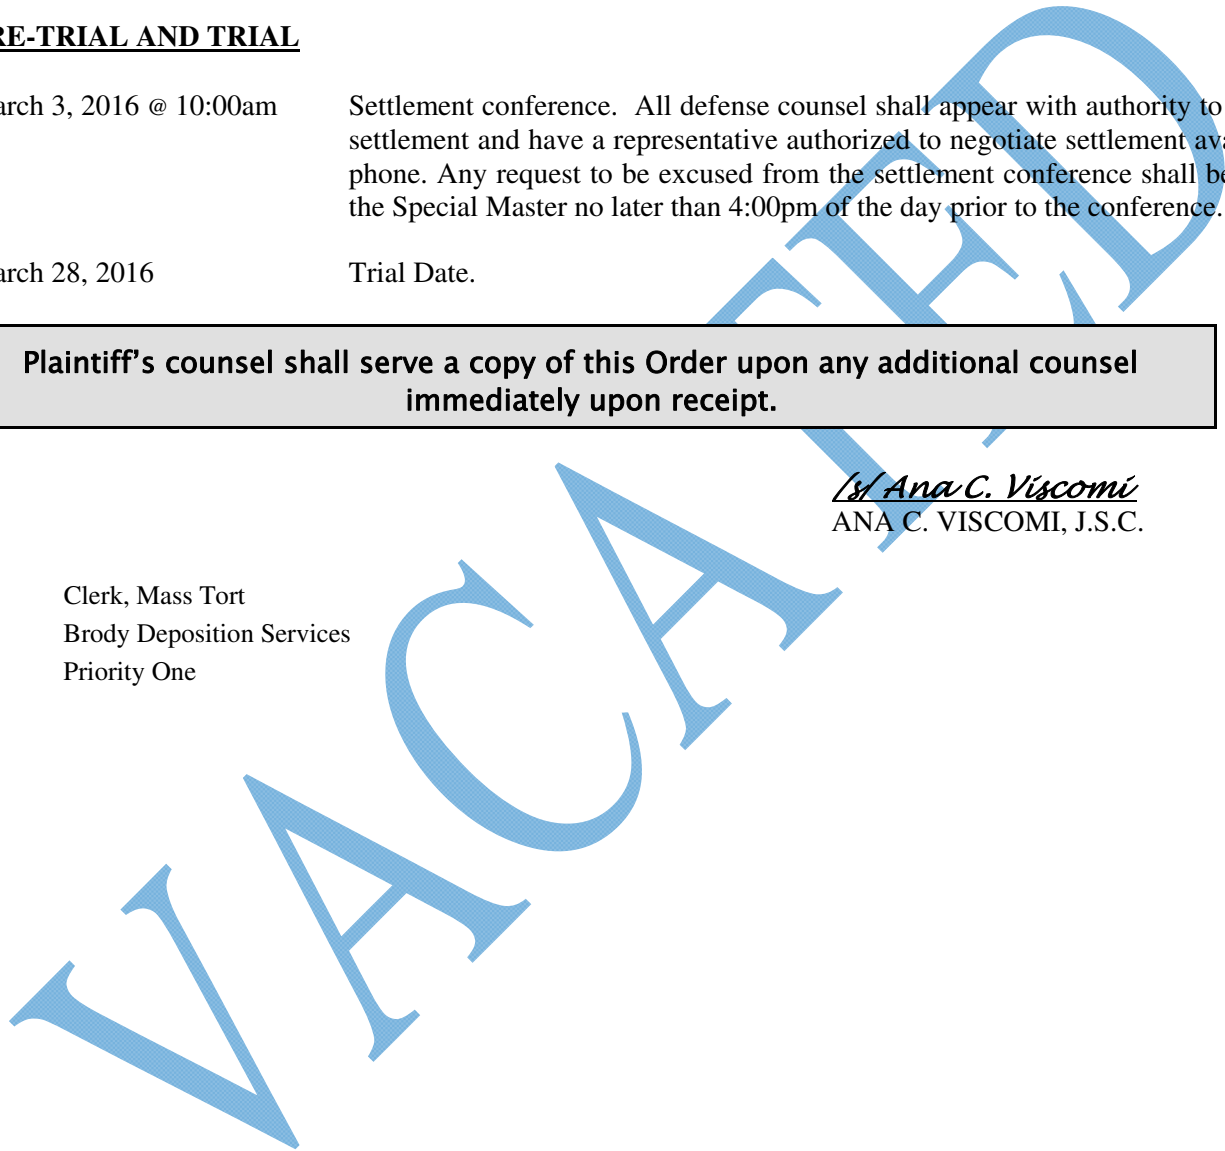 RE-TRIAL AND TRIAL
arch 3, 2016 @ 10:00am Settlement conference. All defense counsel shall appear with authority to
settlement and have a representative authorized to negotiate settlement ava
phone. Any request to be excused from the settlement conference shall be
the Special Master no later than 4:00pm of the day prior to the conference.
arch 28, 2016 Trial Date.
Plaintiff’s counsel shall serve a copy of this Order upon any additional counsel
immediately upon receipt.
/s/ Ana C. Viscomi
ANA C. VISCOMI, J.S.C.
Clerk, Mass Tort
Brody Deposition Services
Priority One
VACATED